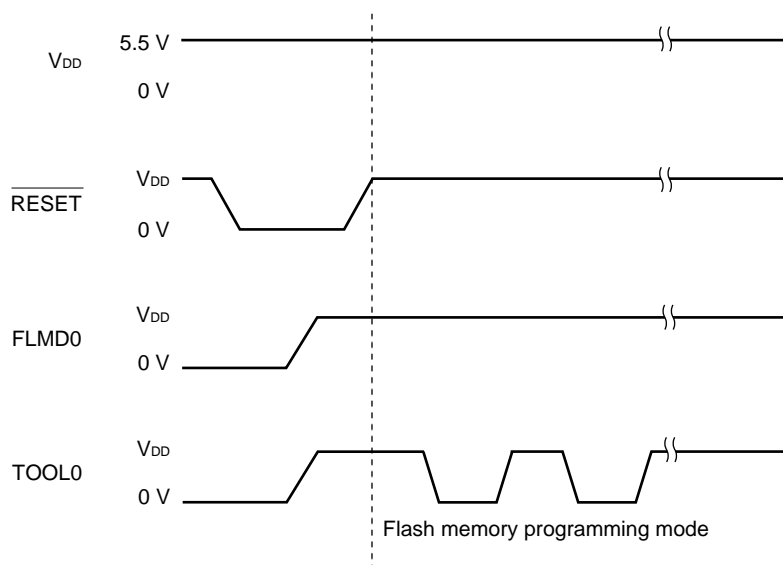 5.5 V
VDD
0 V
VDD
RESET
0 V
VDD
FLMD0
0 V
VDD
TOOL0
0 V
Flash memory programming mode